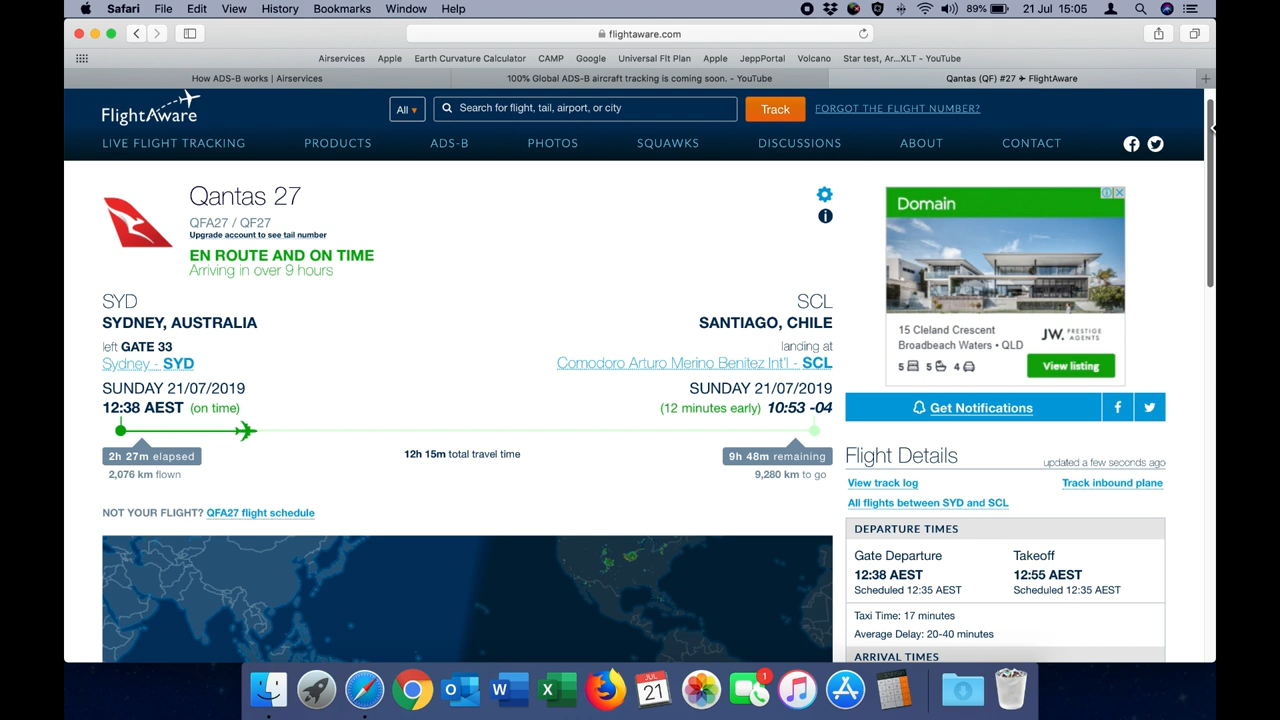 Safari File Edit View History Bookmarks Window Help 89% 21 Jul 15:05
flightaware.com
Airservices Apple Earth Curvature Calculator CAMP Google Universal Flt Plan Apple JeppPortal Volcano Star test, Ar...XLT - YouTube
How ADS-B works | Airservices 100% Global ADS-B aircraft tracking is coming soon. - YouTube Qantas (QF) #27 ✈ FlightAware
FlightAware All ▾ Search for flight, tail, airport, or city Track FORGOT THE FLIGHT NUMBER?
LIVE FLIGHT TRACKING PRODUCTS ADS-B PHOTOS SQUAWKS DISCUSSIONS ABOUT CONTACT
Qantas 27
QFA27 / QF27
Upgrade account to see tail number
EN ROUTE AND ON TIME
Arriving in over 9 hours
SYD
SYDNEY, AUSTRALIA
left GATE 33
Sydney - SYD
SUNDAY 21/07/2019
12:38 AEST (on time)
SCL
SANTIAGO, CHILE
landing at
Comodoro Arturo Merino Benitez Int'l - SCL
SUNDAY 21/07/2019
(12 minutes early) 10:53 -04
2h 27m elapsed
2,076 km flown
12h 15m total travel time
9h 48m remaining
9,280 km to go
NOT YOUR FLIGHT? QFA27 flight schedule
Domain
15 Cleland Crescent
Broadbeach Waters • QLD
JW. PRESTIGE AGENTS
5 5 4
View listing
Get Notifications
Flight Details updated a few seconds ago
View track log Track inbound plane
All flights between SYD and SCL
DEPARTURE TIMES
Gate Departure Takeoff
12:38 AEST 12:55 AEST
Scheduled 12:35 AEST Scheduled 12:35 AEST
Taxi Time: 17 minutes
Average Delay: 20-40 minutes
ARRIVAL TIMES
JUL
21
1